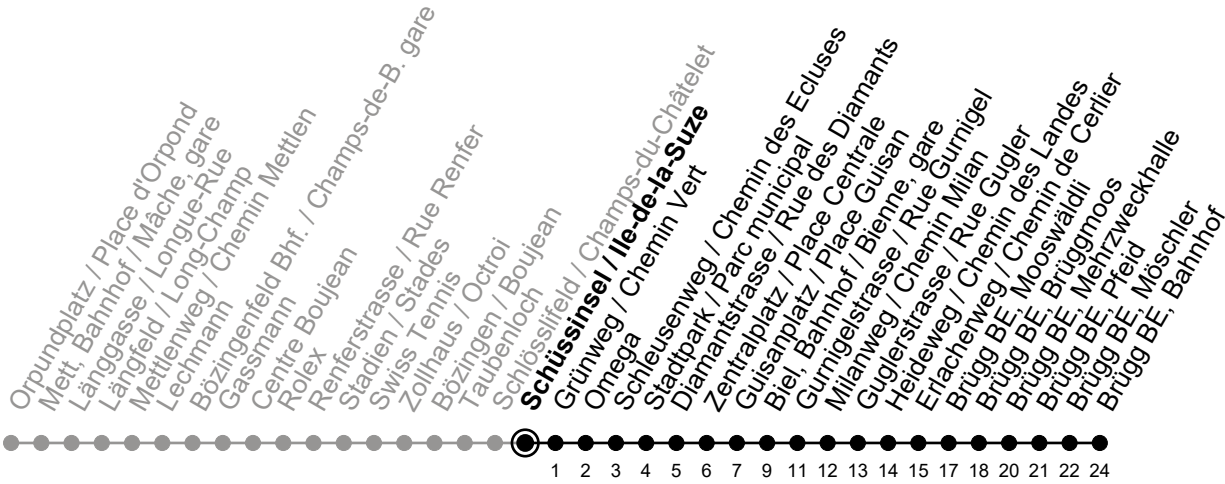 Orpundplatz / Place d'Orpond
Mett, Bahnhof / Mâche, gare
Länggasse / Longue-Rue
Längfeld / Long-Champ
Mettlenweg / Chemin Mettlen
Lechmann
Bözingenfeld Bhf. / Champs-de-B. gare
Gassmann
Centre Boujean
Rolex
Renferstrasse / Rue Renfer
Stadien / Stades
Swiss Tennis
Zollhaus / Octroi
Bözingen / Boujean
Taubenloch
Schösslifeld / Champs-du-Châtelet
Schüssinsel / Ile-de-la-Suze
Grünweg / Chemin Vert
Omega
Schleusenweg / Chemin des Ecluses
Stadtpark / Parc municipal
Diamantstrasse / Rue des Diamants
Zentralplatz / Place Centrale
Guisanplatz / Place Guisan
Biel, Bahnhof / Bienne, gare
Gurnigelstrasse / Rue Gurnigel
Milanweg / Chemin Milan
Guglerstrasse / Rue Gugler
Heideweg / Chemin des Landes
Erlacherweg / Chemin de Cerlier
Brügg BE, Mooswäldi
Brügg BE, Brüggmoos
Brügg BE, Mehrzweckhalle
Brügg BE, Pfeid
Brügg BE, Möschler
Brügg BE, Bahnhof
1 2 3 4 5 6 7 9 11 12 13 14 15 17 18 20 21 22 24